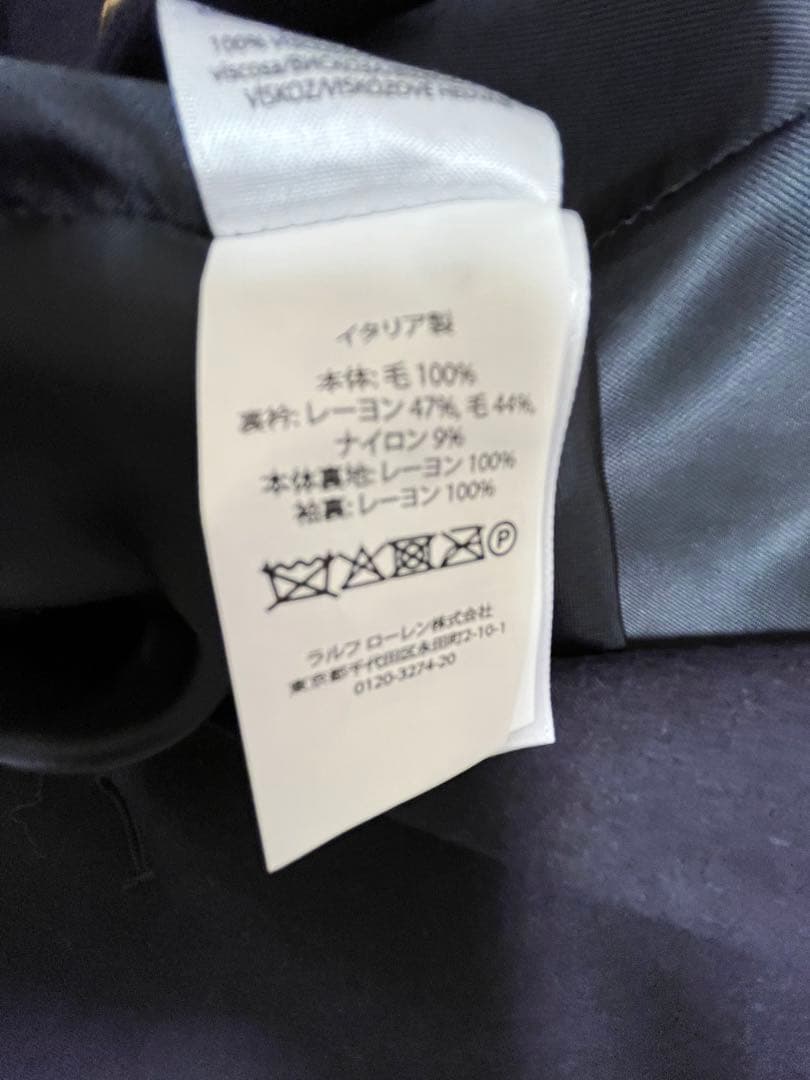 100%
viscosa/ВИСКОЗА
VISKÓZ/VISKÓZOVÉ
イタリア製
本体: 毛 100%
裏衿: レーヨン 47%, 毛 44%,
ナイロン 9%
本体裏地: レーヨン 100%
袖裏: レーヨン 100%
P
ラルフ ローレン株式会社
東京都千代田区永田町2-10-1
0120-3274-20